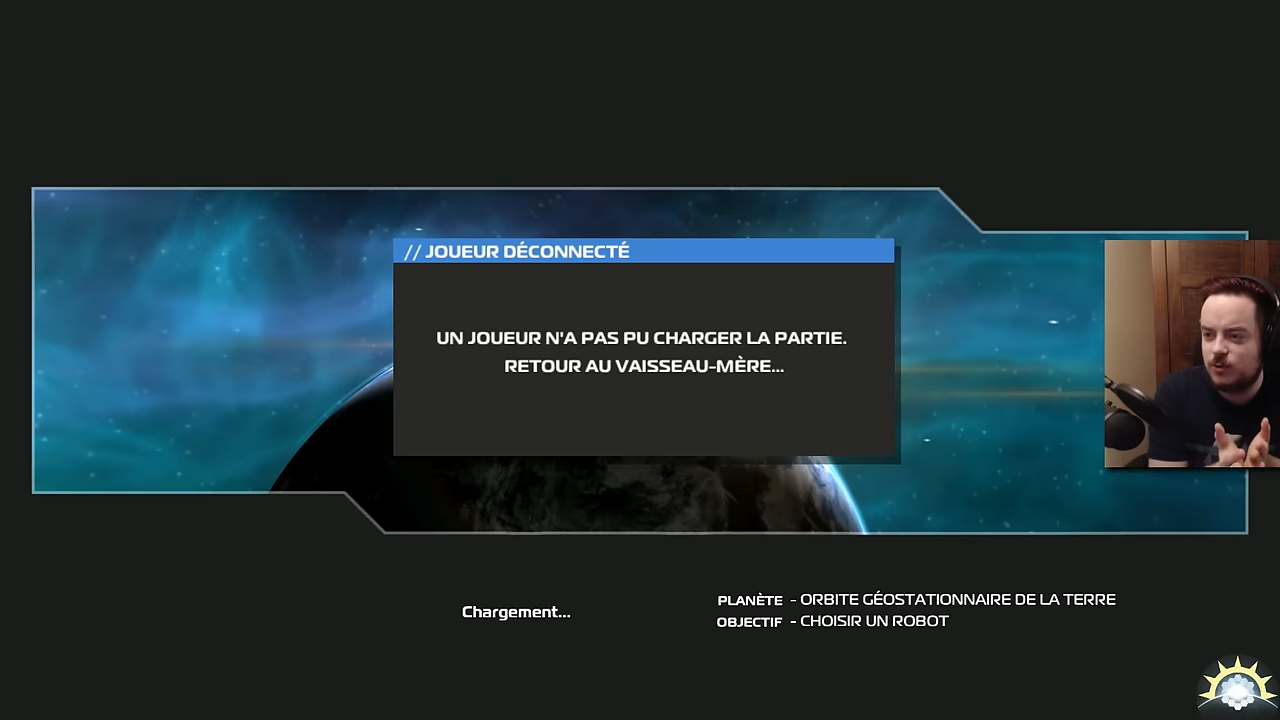 // JOUEUR DÉCONNECTÉ
UN JOUEUR N'A PAS PU CHARGER LA PARTIE.
RETOUR AU VAISSEAU-MÈRE...
Chargement...
PLANÈTE - ORBITE GÉOSTATIONNAIRE DE LA TERRE
OBJECTIF - CHOISIR UN ROBOT